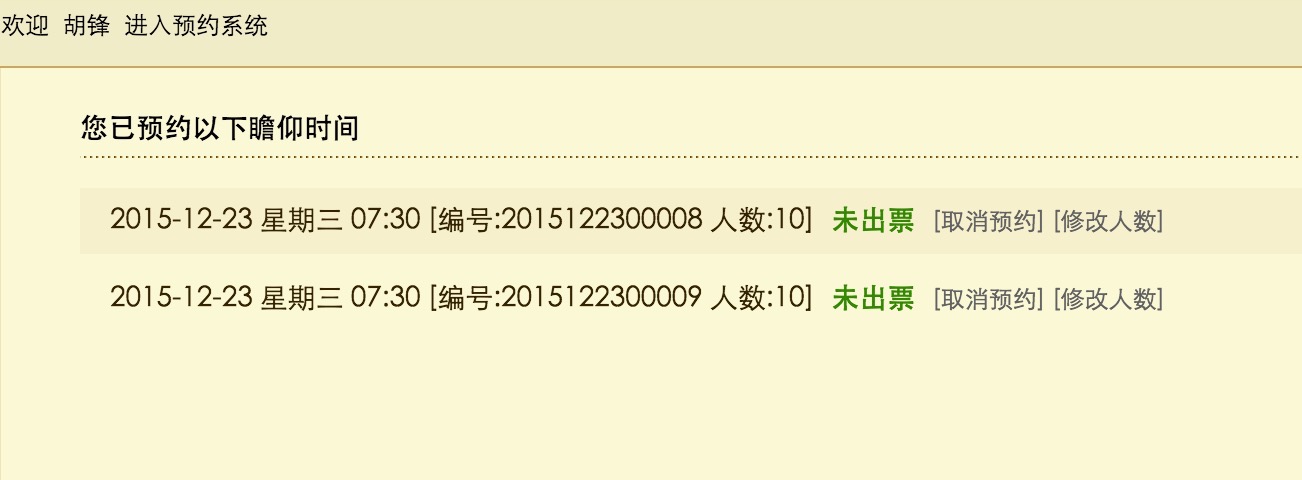 欢迎 胡锋 进入预约系统
您已预约以下瞻仰时间
2015-12-23 星期三 07:30 [编号:2015122300008 人数:10] 未出票 [取消预约] [修改人数]
2015-12-23 星期三 07:30 [编号:2015122300009 人数:10] 未出票 [取消预约] [修改人数]